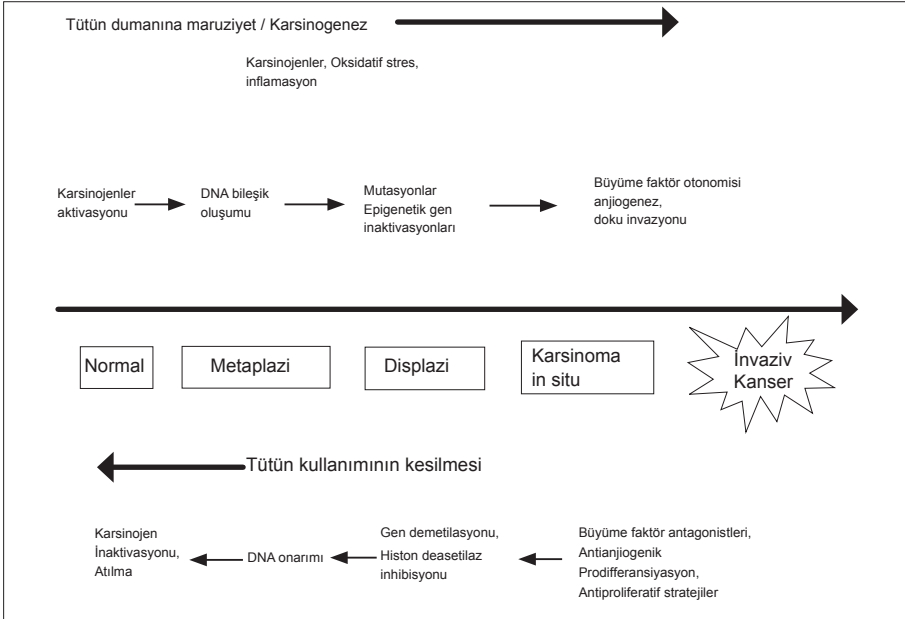 Tütün dumanına maruziyet / Karsinogenez
Karsinojenler, Oksidatif stres,
inflamasyon
Karsinojenler
aktivasyonu
DNA bileşik
oluşumu
Mutasyonlar
Epigenetik gen
inaktivasyonları
Büyüme faktör otonomisi
anjiogenez,
doku invazyonu
Normal
Metaplazi
Displazi
Karsinoma
in situ
İnvaziv
Kanser
Tütün kullanımının kesilmesi
Karsinojen
İnaktivasyonu,
Atılma
DNA onarımı
Gen demetilasyonu,
Histon deasetilaz
inhibisyonu
Büyüme faktör antagonistleri,
Antianjiogenik
Prodifferansiyasyon,
Antiproliferatif stratejiler